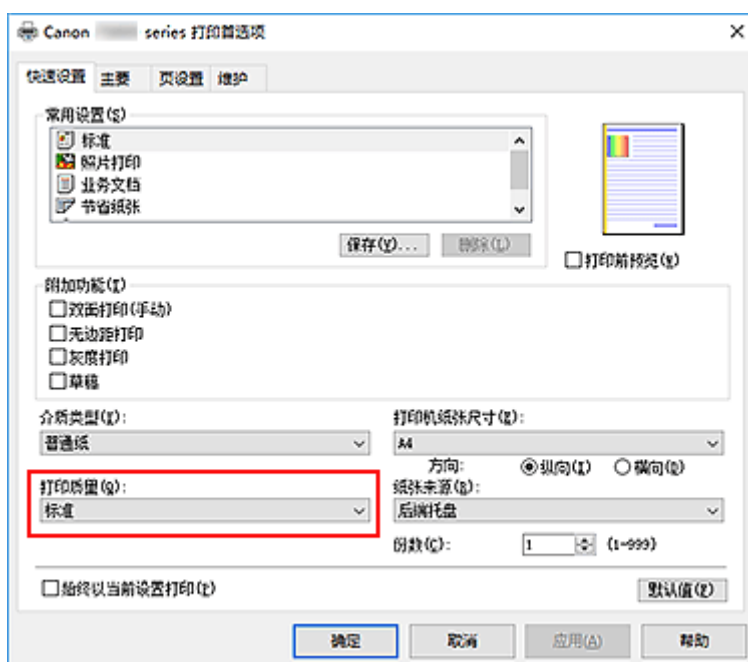 Canon series 打印首选项
快速设置 主要 页设置 维护
常用设置(S)
标准
照片打印
业务文档
节省纸张
保存(V)... 删除(L)
打印前预览(W)
附加功能(I)
双面打印(手动)
无边距打印
灰度打印
草稿
介质类型(Y): 打印机纸张尺寸(E):
普通纸 A4
方向: 纵向(I) 横向(D)
打印质量(Q): 纸张来源(B):
标准 后端托盘
份数(C): 1 (1-999)
始终以当前设置打印(P) 默认值(Z)
确定 取消 应用(A) 帮助